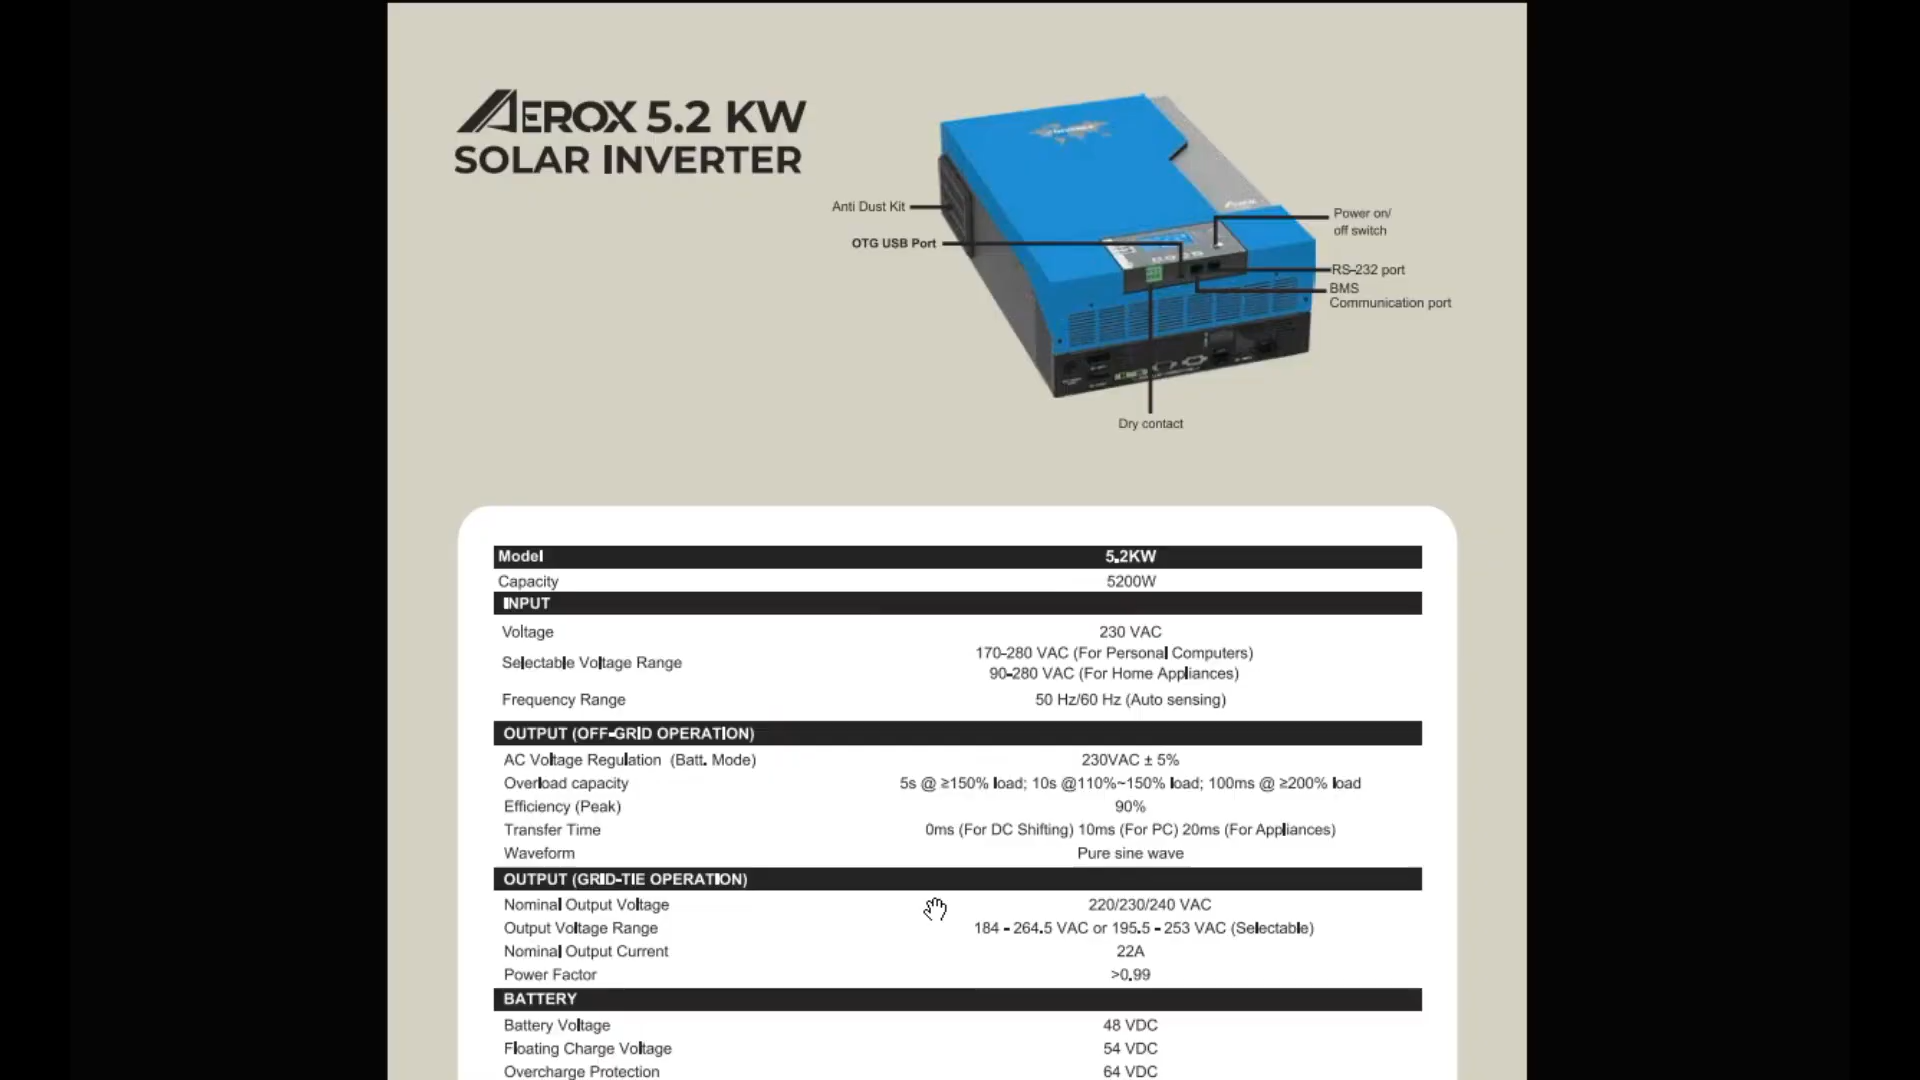 AEROX 5.2 KW
SOLAR INVERTER
Anti Dust Kit
OTG USB Port
Power on/
off switch
RS-232 port
BMS
Communication port
Dry contact
Model 5.2KW
Capacity 5200W
INPUT
Voltage 230 VAC
Selectable Voltage Range 170-280 VAC (For Personal Computers)
90-280 VAC (For Home Appliances)
Frequency Range 50 Hz/60 Hz (Auto sensing)
OUTPUT (OFF-GRID OPERATION)
AC Voltage Regulation (Batt. Mode) 230VAC ± 5%
Overload capacity 5s @ ≥150% load; 10s @110%~150% load; 100ms @ ≥200% load
Efficiency (Peak) 90%
Transfer Time 0ms (For DC Shifting) 10ms (For PC) 20ms (For Appliances)
Waveform Pure sine wave
OUTPUT (GRID-TIE OPERATION)
Nominal Output Voltage 220/230/240 VAC
Output Voltage Range 184 - 264.5 VAC or 195.5 - 253 VAC (Selectable)
Nominal Output Current 22A
Power Factor >0.99
BATTERY
Battery Voltage 48 VDC
Floating Charge Voltage 54 VDC
Overcharge Protection 64 VDC